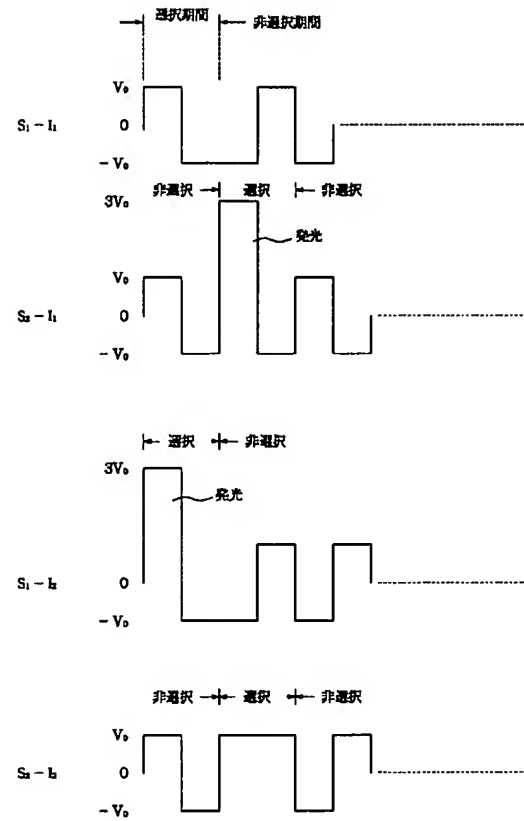 選択期間
非選択期間
V₀
S₁ − I₁ 0
− V₀
非選択 選択 非選択
3V₀
発光
V₀
S₂ − I₁ 0
− V₀
選択 非選択
3V₀
発光
S₁ − I₂ 0
− V₀
非選択 選択 非選択
V₀
S₂ − I₂ 0
− V₀